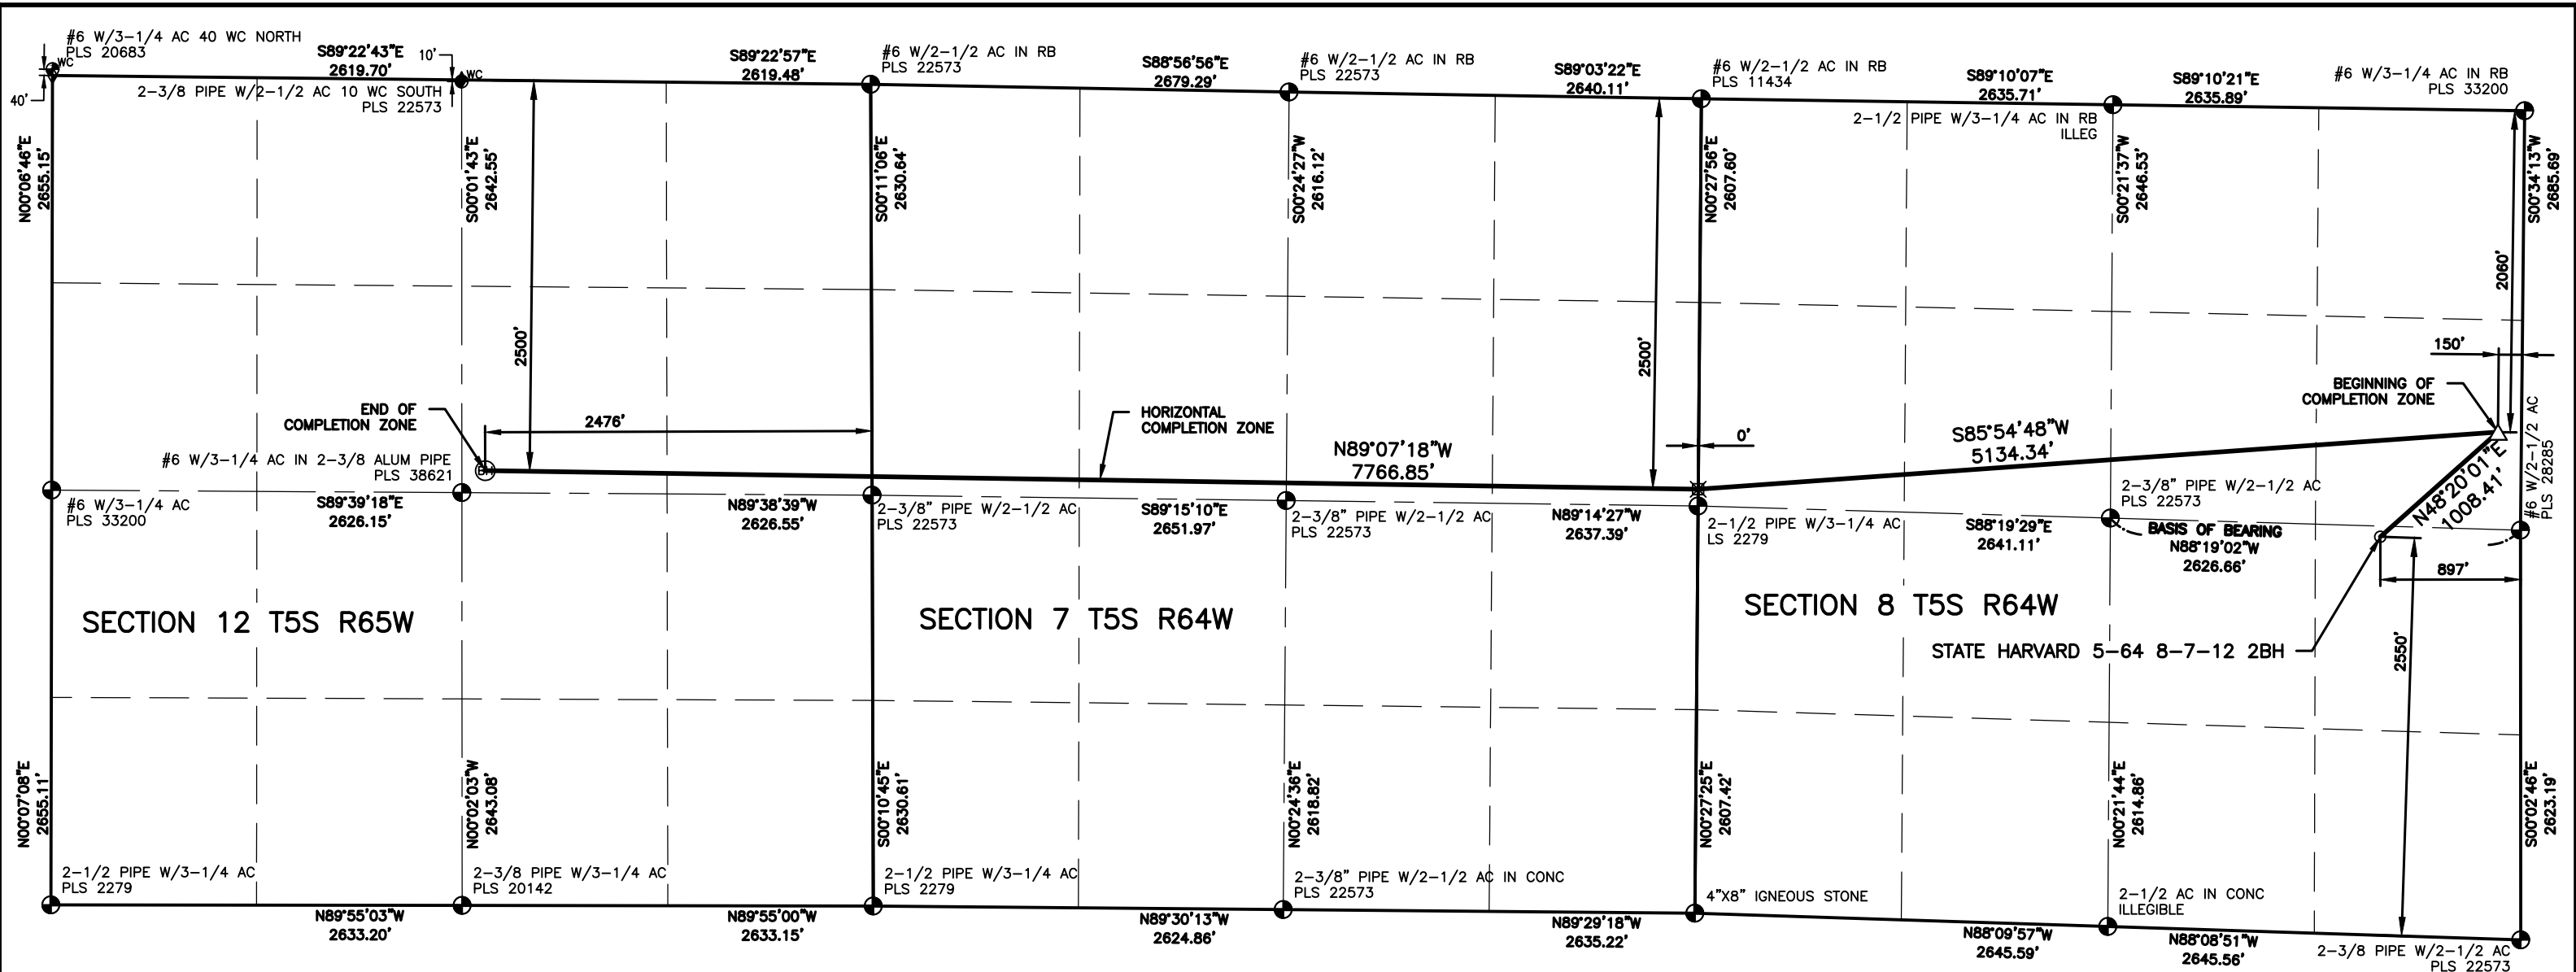 #6 W/3-1/4 AC 40 WC NORTH
PLS 20683
WC
40'
S89°22'43"E
2619.70'
10'
WC
2-3/8 PIPE W/2-1/2 AC 10 WC SOUTH
PLS 22573
S89°22'57"E
2619.48'
#6 W/2-1/2 AC IN RB
PLS 22573
S88°56'56"E
2679.29'
#6 W/2-1/2 AC IN RB
PLS 22573
S89°03'22"E
2640.11'
#6 W/2-1/2 AC IN RB
PLS 11434
S89°10'07"E
2635.71'
2-1/2 PIPE W/3-1/4 AC IN RB
ILLEG
S89°10'21"E
2635.89'
#6 W/3-1/4 AC IN RB
PLS 33200
N00°06'46"E
2655.15'
S00°01'43"E
2642.55'
2500'
S00°11'06"E
2630.64'
S00°24'27"W
2616.12'
2500'
N00°27'56"E
2607.60'
S00°21'37"W
2646.53'
2060'
S00°34'13"W
2685.69'
150'
BEGINNING OF
COMPLETION ZONE
END OF
COMPLETION ZONE
2476'
HORIZONTAL
COMPLETION ZONE
N89°07'18"W
7766.85'
0'
S85°54'48"W
5134.34'
N48°20'01"E
1008.41'
#6 W/2-1/2 AC
PLS 28285
#6 W/3-1/4 AC IN 2-3/8 ALUM PIPE
PLS 38621
BH
#6 W/3-1/4 AC
PLS 33200
S89°39'18"E
2626.15'
N89°38'39"W
2626.55'
2-3/8" PIPE W/2-1/2 AC
PLS 22573
S89°15'10"E
2651.97'
2-3/8" PIPE W/2-1/2 AC
PLS 22573
N89°14'27"W
2637.39'
2-1/2 PIPE W/3-1/4 AC
LS 2279
S88°19'29"E
2641.11'
2-3/8" PIPE W/2-1/2 AC
PLS 22573
BASIS OF BEARING
N88°19'02"W
2626.66'
897'
SECTION 12 T5S R65W
SECTION 7 T5S R64W
SECTION 8 T5S R64W
STATE HARVARD 5-64 8-7-12 2BH
2550'
N00°07'08"E
2655.11'
N00°02'03"W
2643.08'
S00°10'45"E
2630.61'
N00°24'36"E
2618.82'
N00°27'25"E
2607.42'
N00°21'44"E
2614.86'
S00°02'46"E
2623.19'
2-1/2 PIPE W/3-1/4 AC
PLS 2279
2-3/8 PIPE W/3-1/4 AC
PLS 20142
2-1/2 PIPE W/3-1/4 AC
PLS 2279
2-3/8" PIPE W/2-1/2 AC IN CONC
PLS 22573
4"X8" IGNEOUS STONE
2-1/2 AC IN CONC
ILLEGIBLE
N89°55'03"W
2633.20'
N89°55'00"W
2633.15'
N89°30'13"W
2624.86'
N89°29'18"W
2635.22'
N88°09'57"W
2645.59'
N88°08'51"W
2645.56'
2-3/8 PIPE W/2-1/2 AC
PLS 22573